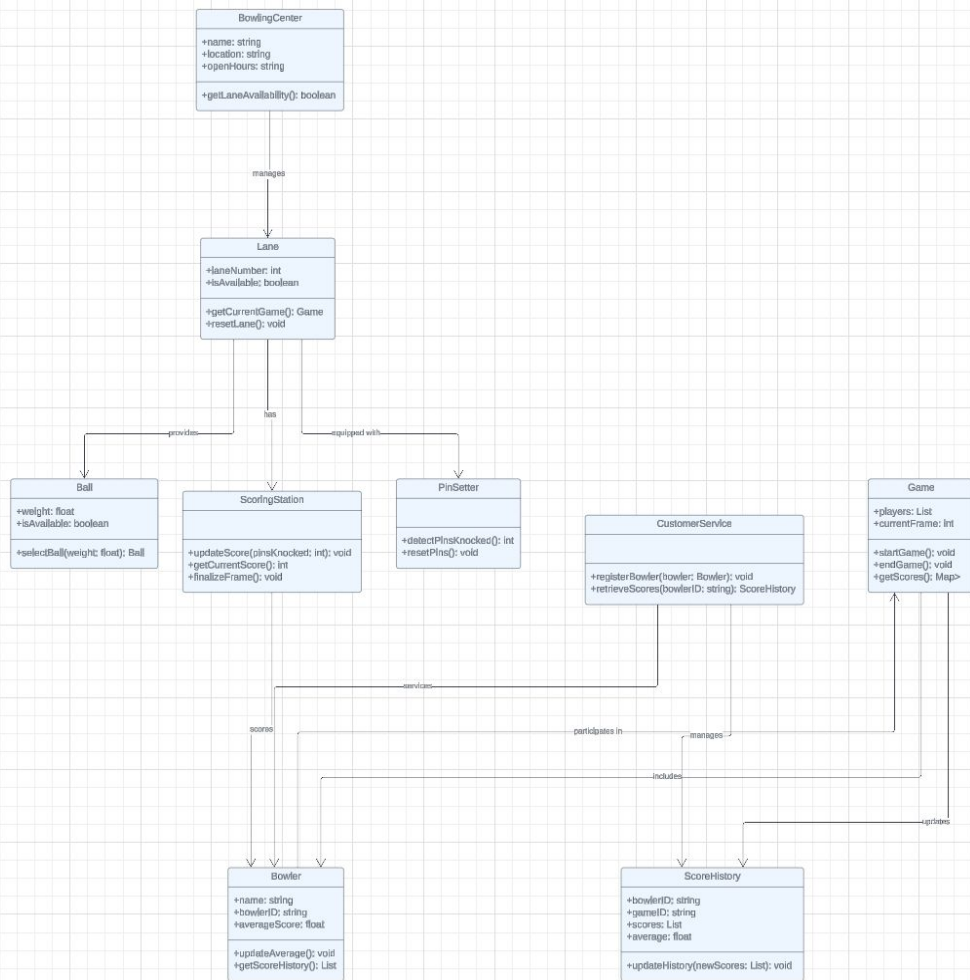 BowlingCenter
+name: string
+location: string
+openHours: string
+getLaneAvailability(): boolean
manages
Lane
+laneNumber: int
+isAvailable: boolean
+getCurrentGame(): Game
+resetLane(): void
has
provides
equipped with
Ball
+weight: float
+isAvailable: boolean
+selectBall(weight: float): Ball
ScoringStation
+updateScore(pinsKnocked: int): void
+getCurrentScore(): int
+finalizeFrame(): void
PinSetter
+detectPinsKnocked(): int
+resetPins(): void
CustomerService
+registerBowler(bowler: Bowler): void
+retrieveScores(bowlerID: string): ScoreHistory
Game
+players: List
+currentFrame: int
+startGame(): void
+endGame(): void
+getScores(): Map>
services
scores
participates in
manages
includes
updates
Bowler
+name: string
+bowlerID: string
+averageScore: float
+updateAverage(): void
+getScoreHistory(): List
ScoreHistory
+bowlerID: string
+gameID: string
+scores: List
+average: float
+updateHistory(newScores: List): void